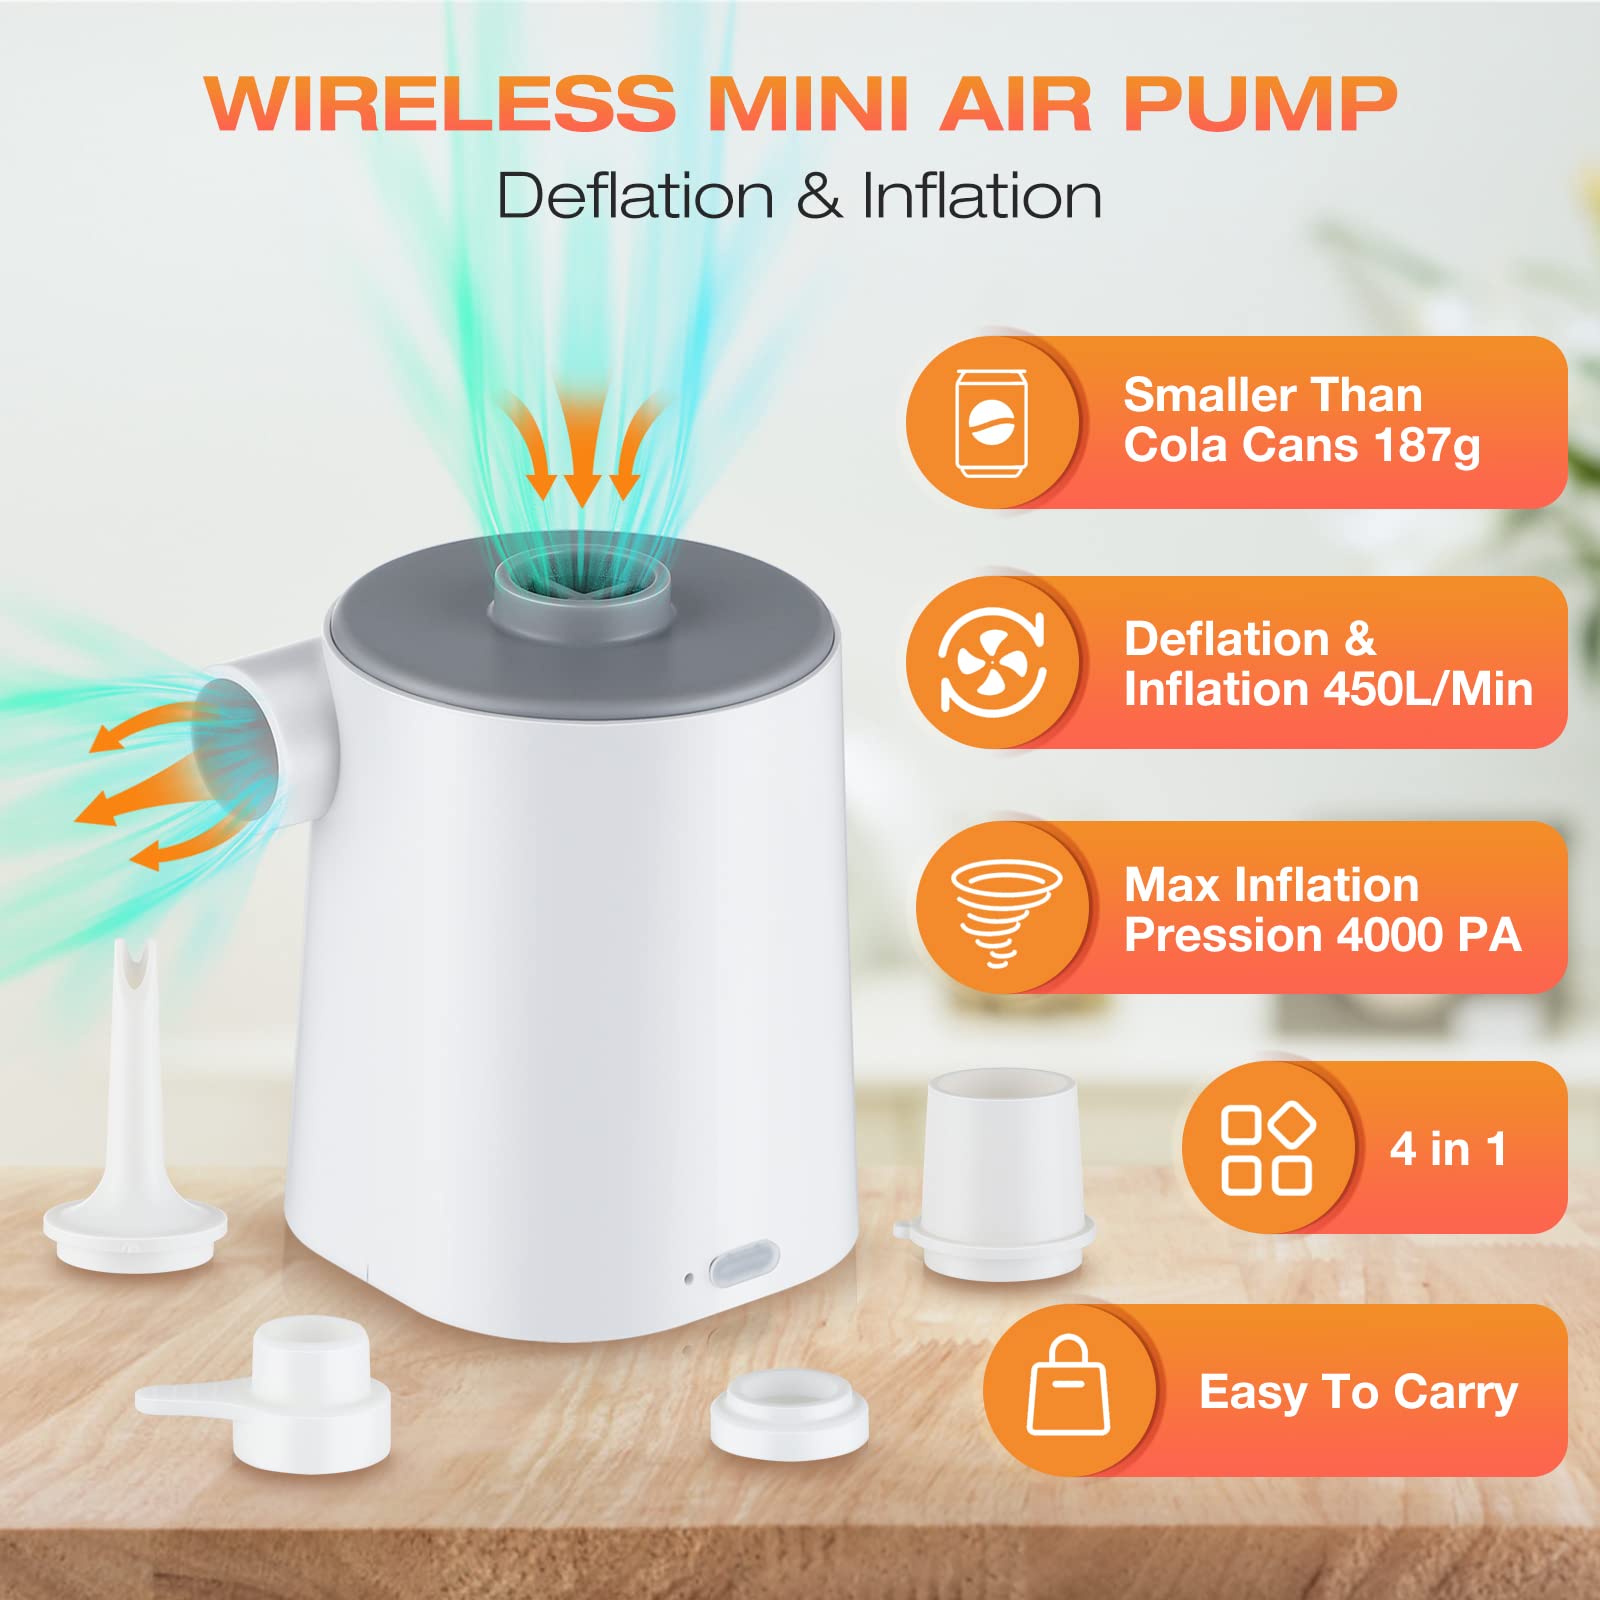 WIRELESS MINI AIR PUMP
Deflation & Inflation
Smaller Than
Cola Cans 187g
Deflation &
Inflation 450L/Min
Max Inflation
Pression 4000 PA
4 in 1
Easy To Carry